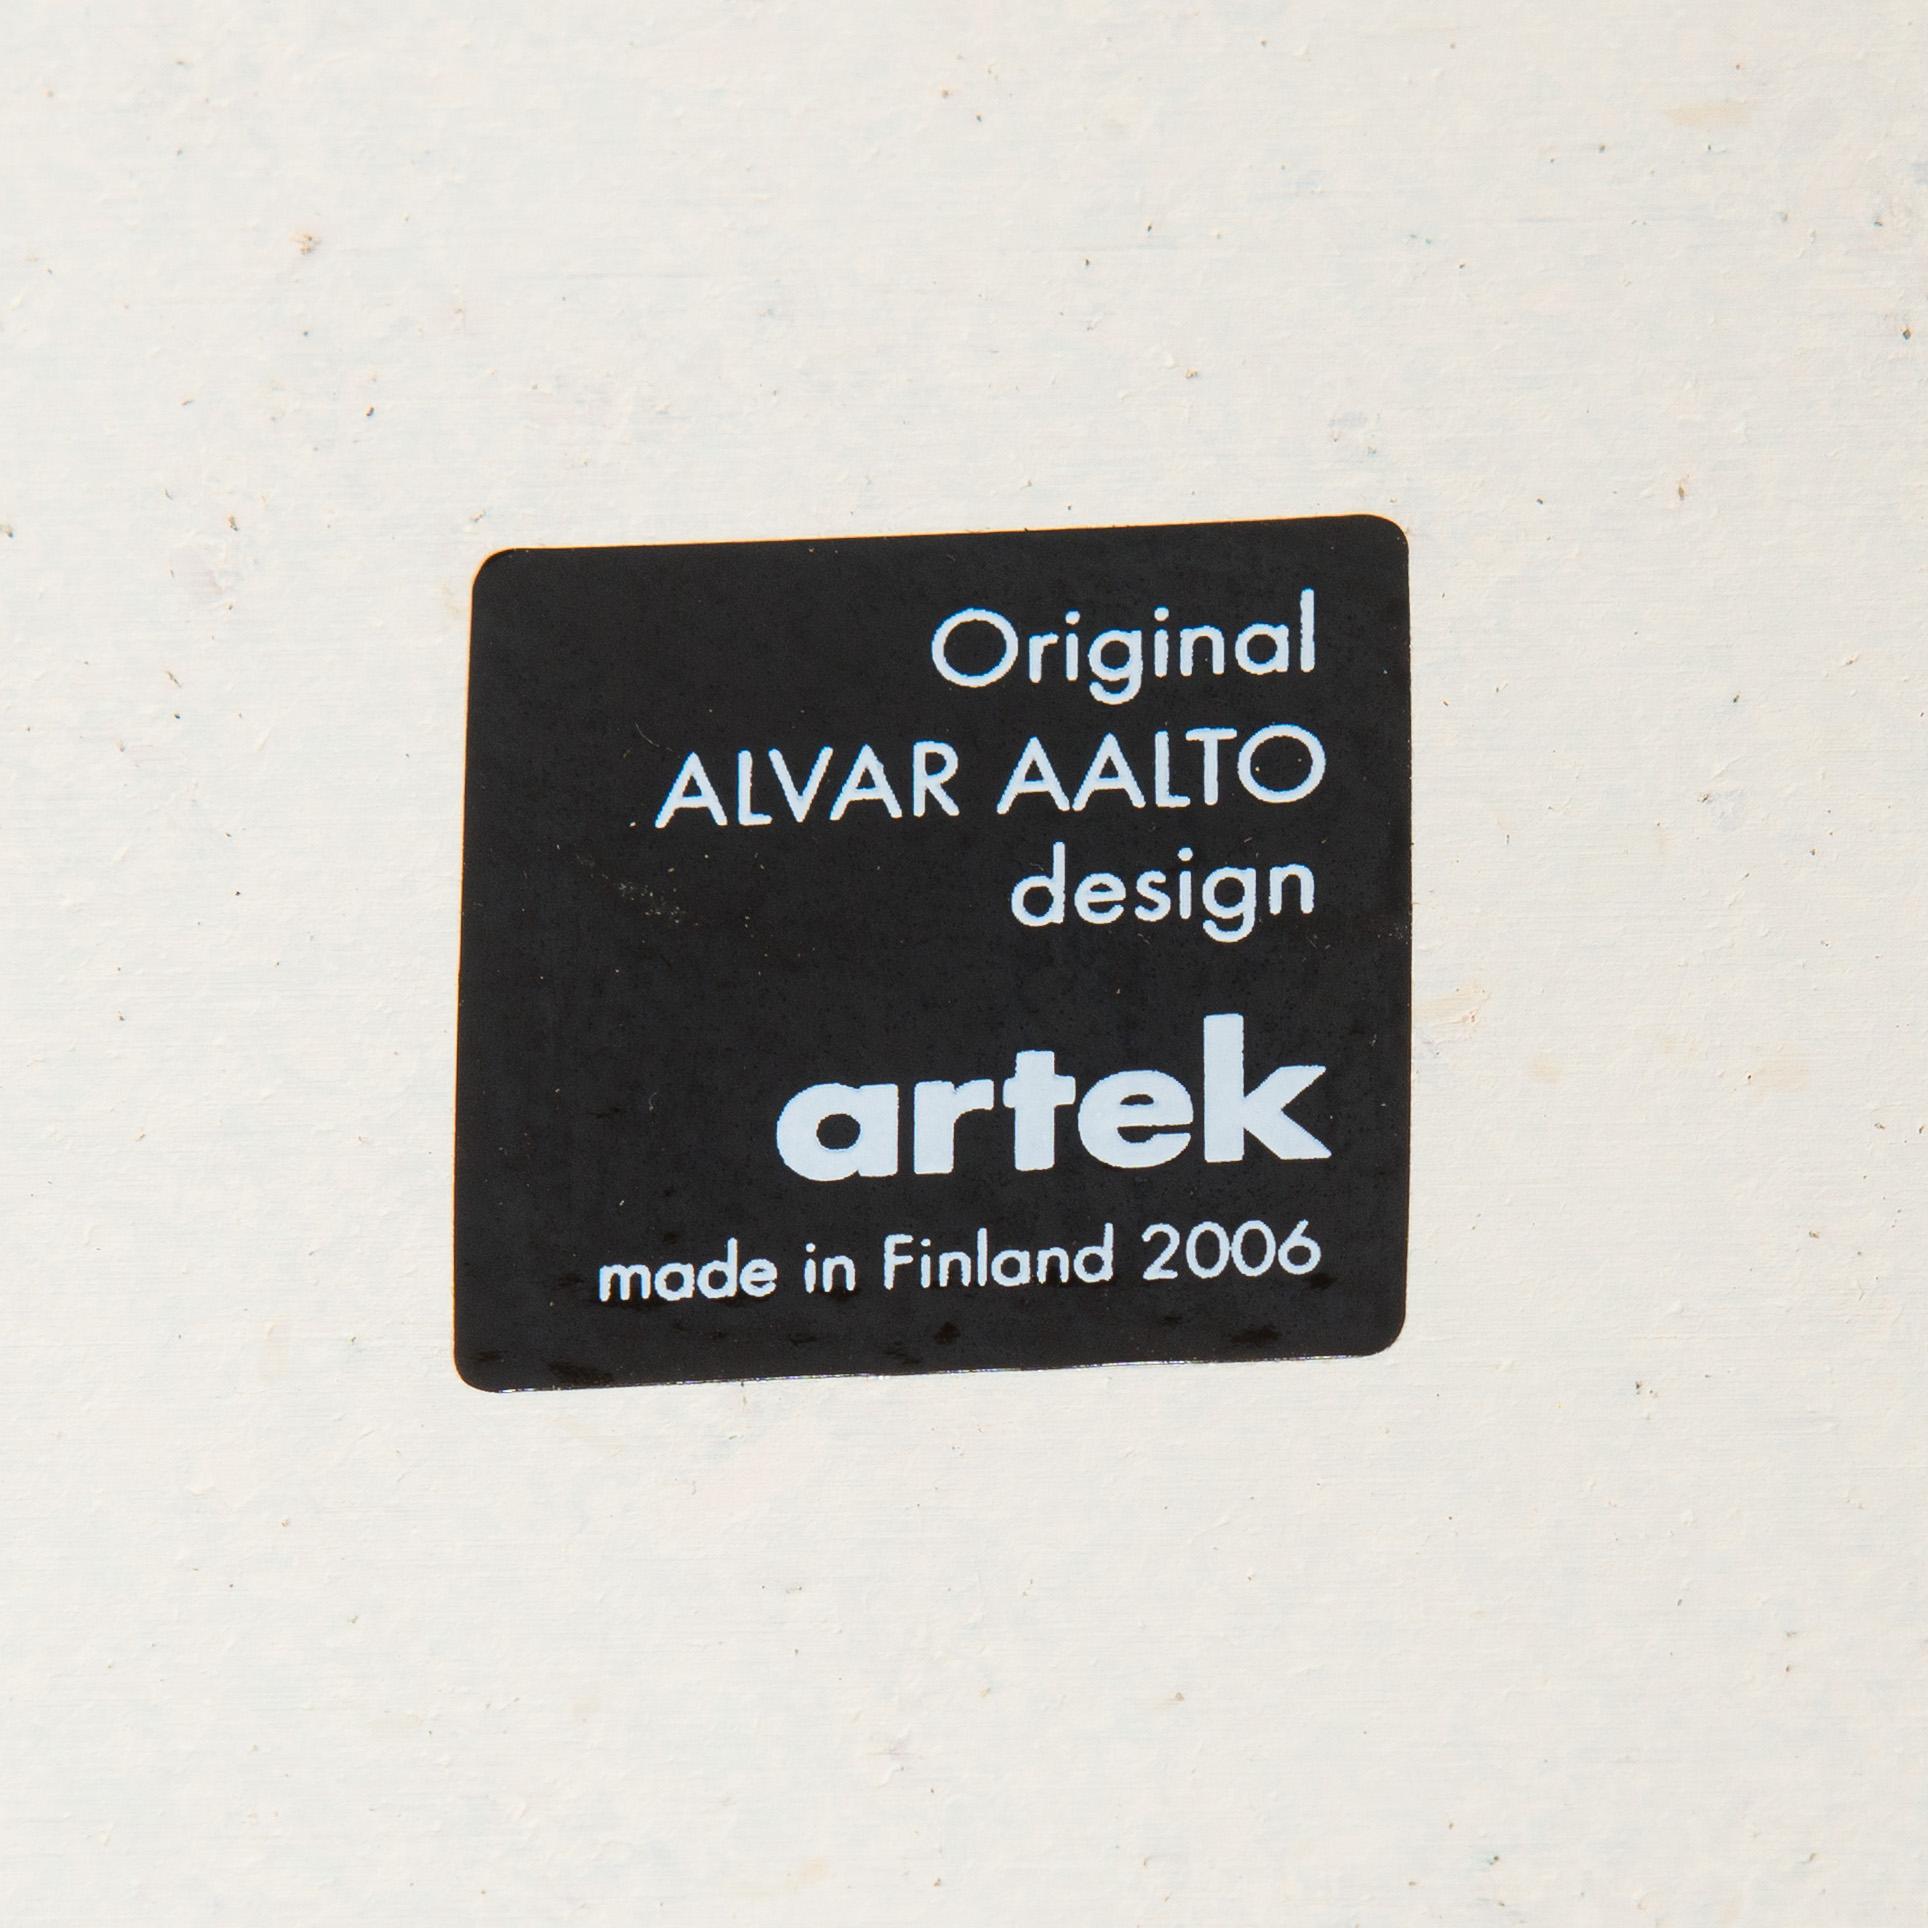 Original
ALVAR AALTO
design
artek
made in Finland 2006